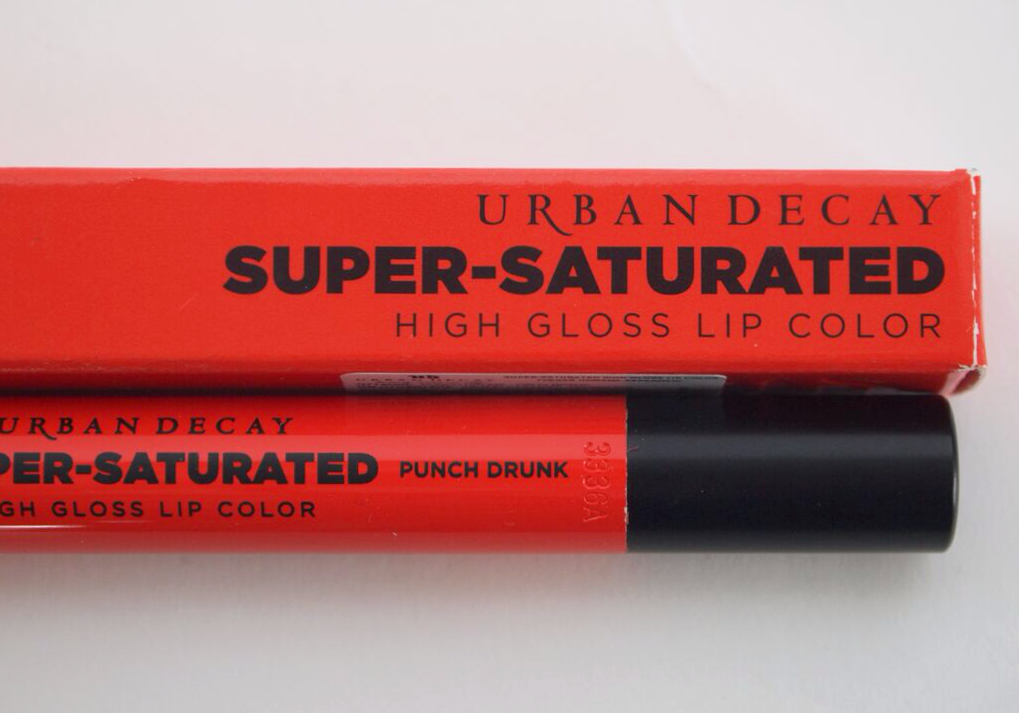 URBAN DECAY
SUPER-SATURATED
HIGH GLOSS LIP COLOR
URBAN DECAY
PER-SATURATED PUNCH DRUNK
GH GLOSS LIP COLOR
3336A